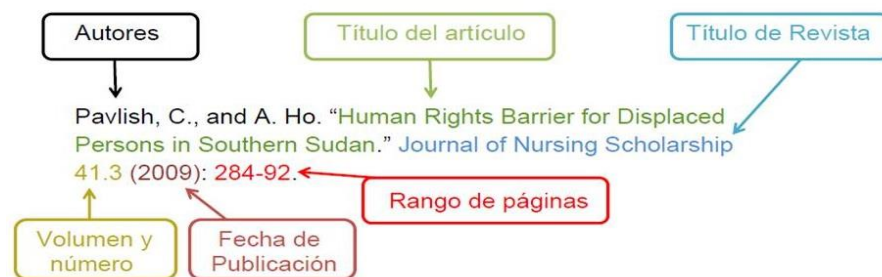 Autores
Título del artículo
Título de Revista
Pavlish, C., and A. Ho. “Human Rights Barrier for Displaced
Persons in Southern Sudan.” Journal of Nursing Scholarship
41.3 (2009): 284-92.
Rango de páginas
Volumen y
número
Fecha de
Publicación